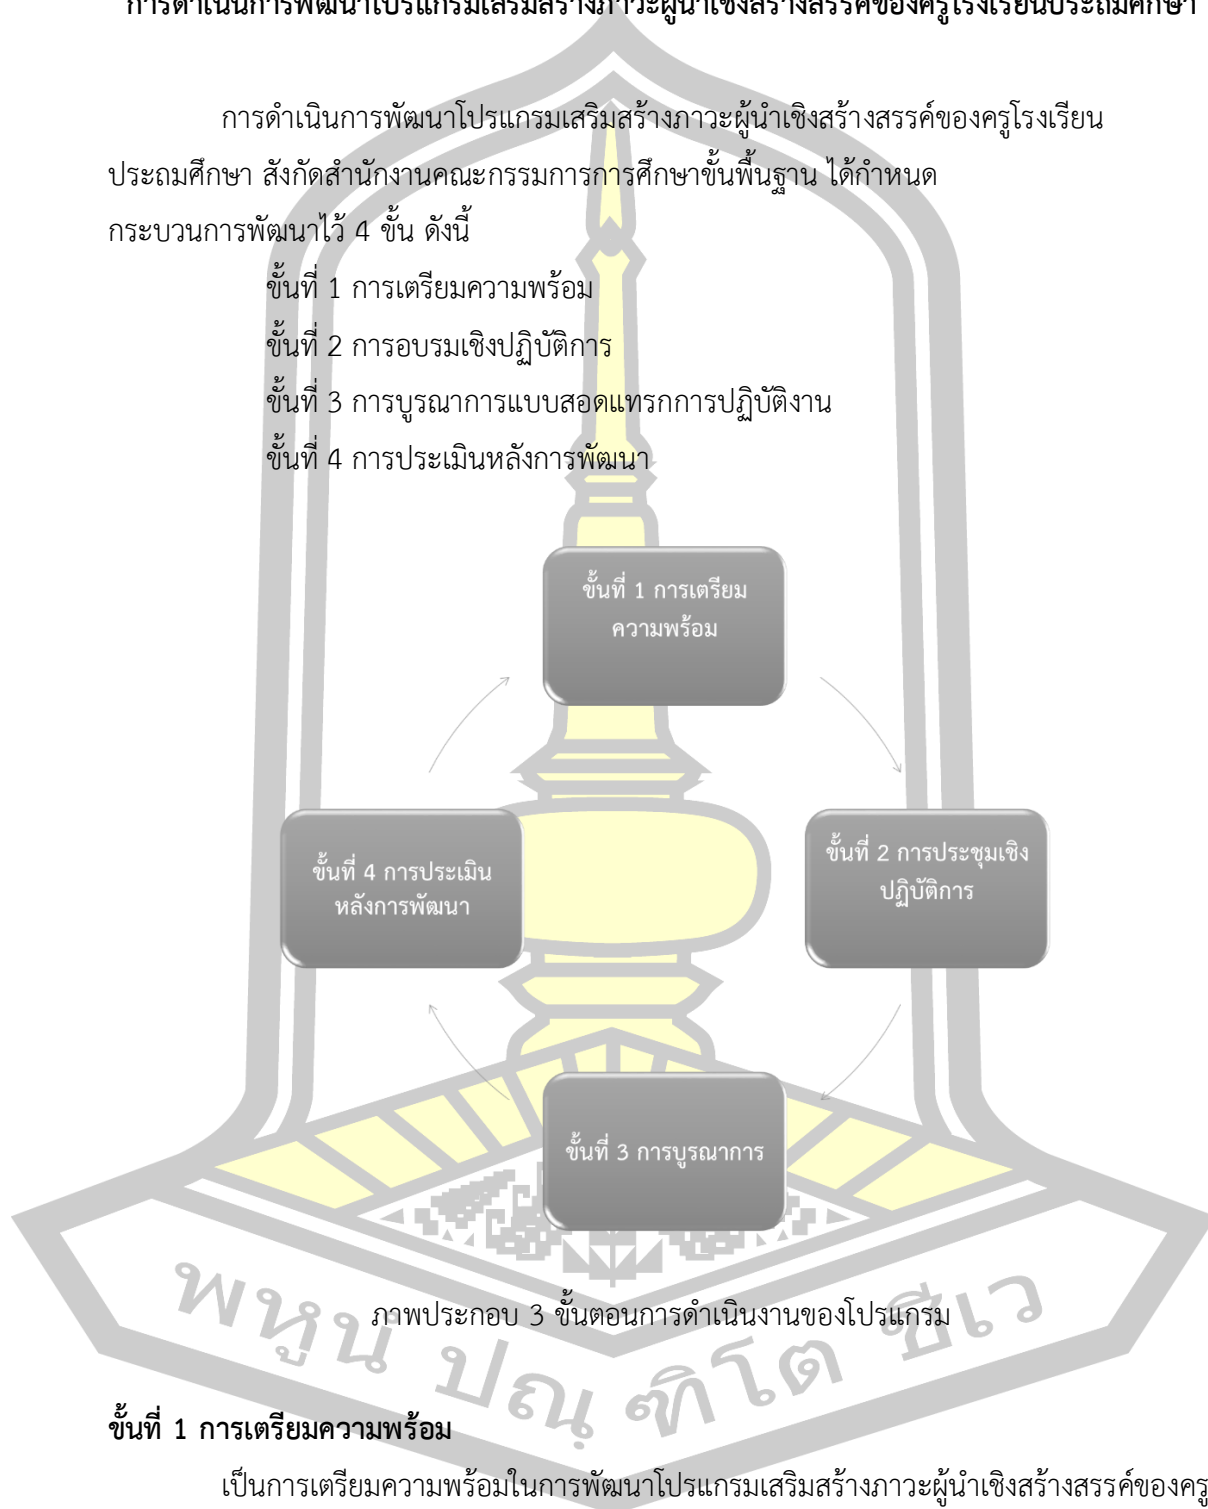 การดำเนินการพัฒนาโปรแกรมเสริมสร้างภาวะผู้นำเชิงสร้างสรรค์ของครูโรงเรียนประถมศึกษา
การดำเนินการพัฒนาโปรแกรมเสริมสร้างภาวะผู้นำเชิงสร้างสรรค์ของครูโรงเรียน
ประถมศึกษา สังกัดสำนักงานคณะกรรมการการศึกษาขั้นพื้นฐาน ได้กำหนด
กระบวนการพัฒนาไว้ 4 ขั้น ดังนี้
ขั้นที่ 1 การเตรียมความพร้อม
ขั้นที่ 2 การอบรมเชิงปฏิบัติการ
ขั้นที่ 3 การบูรณาการแบบสอดแทรกการปฏิบัติงาน
ขั้นที่ 4 การประเมินหลังการพัฒนา
ขั้นที่ 1 การเตรียม
ความพร้อม
ขั้นที่ 2 การประชุมเชิง
ปฏิบัติการ
ขั้นที่ 3 การบูรณาการ
ขั้นที่ 4 การประเมิน
หลังการพัฒนา
ภาพประกอบ 3 ขั้นตอนการดำเนินงานของโปรแกรม
พหูนํ ปณฺฑิโต ชีเว
ขั้นที่ 1 การเตรียมความพร้อม
เป็นการเตรียมความพร้อมในการพัฒนาโปรแกรมเสริมสร้างภาวะผู้นำเชิงสร้างสรรค์ของครู